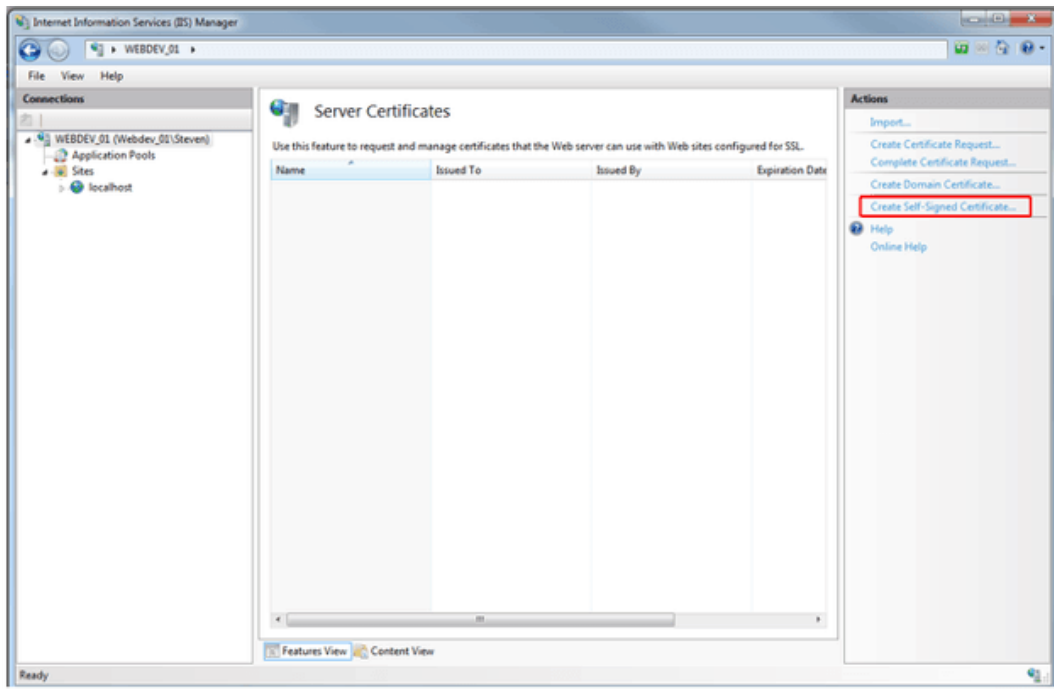 Internet Information Services (IIS) Manager
WEBDEV_01
File View Help
Connections
WEBDEV_01 (Webdev_01\Steven)
Application Pools
Sites
localhost
Server Certificates
Use this feature to request and manage certificates that the Web server can use with Web sites configured for SSL.
Name Issued To Issued By Expiration Date
Features View Content View
Actions
Import...
Create Certificate Request...
Complete Certificate Request...
Create Domain Certificate...
Create Self-Signed Certificate...
Help
Online Help
Ready